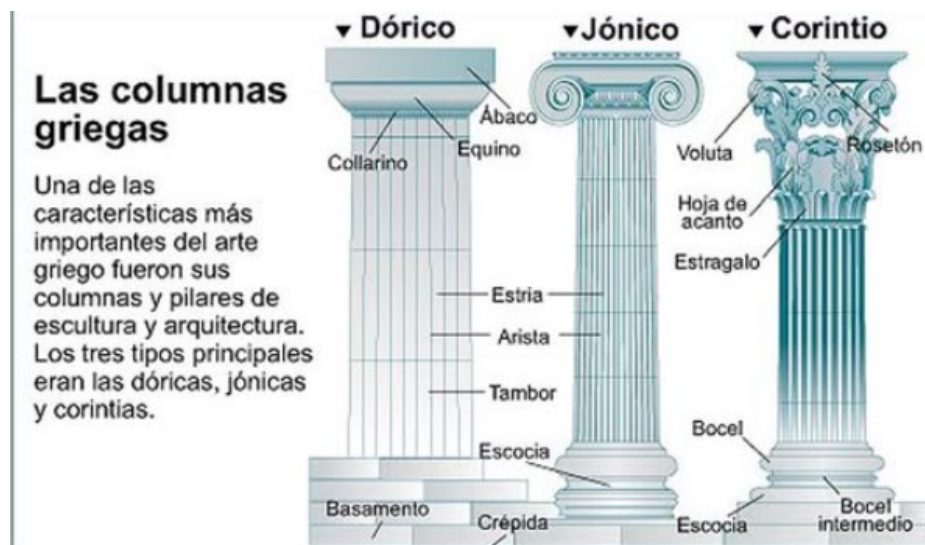 Dórico
Jónico
Corintio
Las columnas
griegas
Una de las
características más
importantes del arte
griego fueron sus
columnas y pilares de
escultura y arquitectura.
Los tres tipos principales
eran las dóricas, jónicas
y corintias.
Ábaco
Equino
Collarino
Voluta
Rosetón
Hoja de
acanto
Estragalo
Estria
Arista
Tambor
Escocia
Bocel
Basamento
Crépida
Escocia
Bocel
intermedio